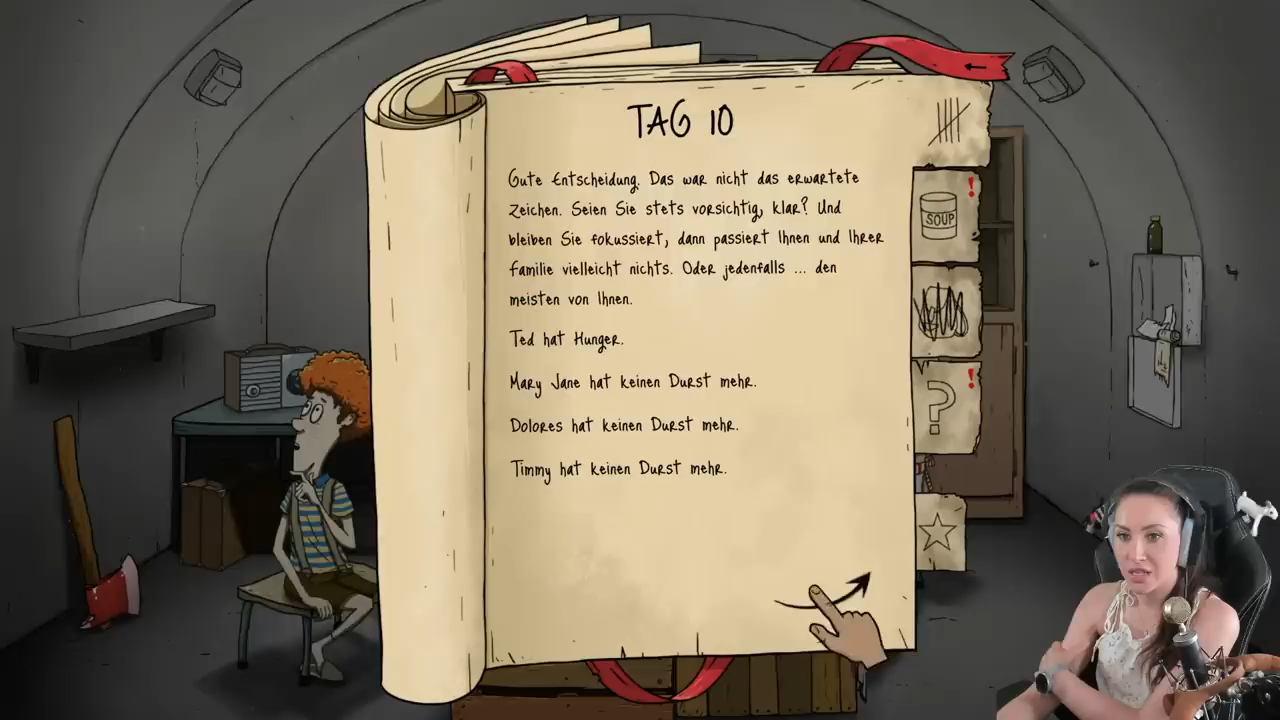 TAG 10
Gute Entscheidung. Das war nicht das erwartete
Zeichen. Seien Sie stets vorsichtig, klar? Und
bleiben Sie fokussiert, dann passiert Ihnen und Ihrer
Familie vielleicht nichts. Oder jedenfalls ... den
meisten von Ihnen.
Ted hat Hunger.
Mary Jane hat keinen Durst mehr.
Dolores hat keinen Durst mehr.
Timmy hat keinen Durst mehr.
!
SOUP
!
?